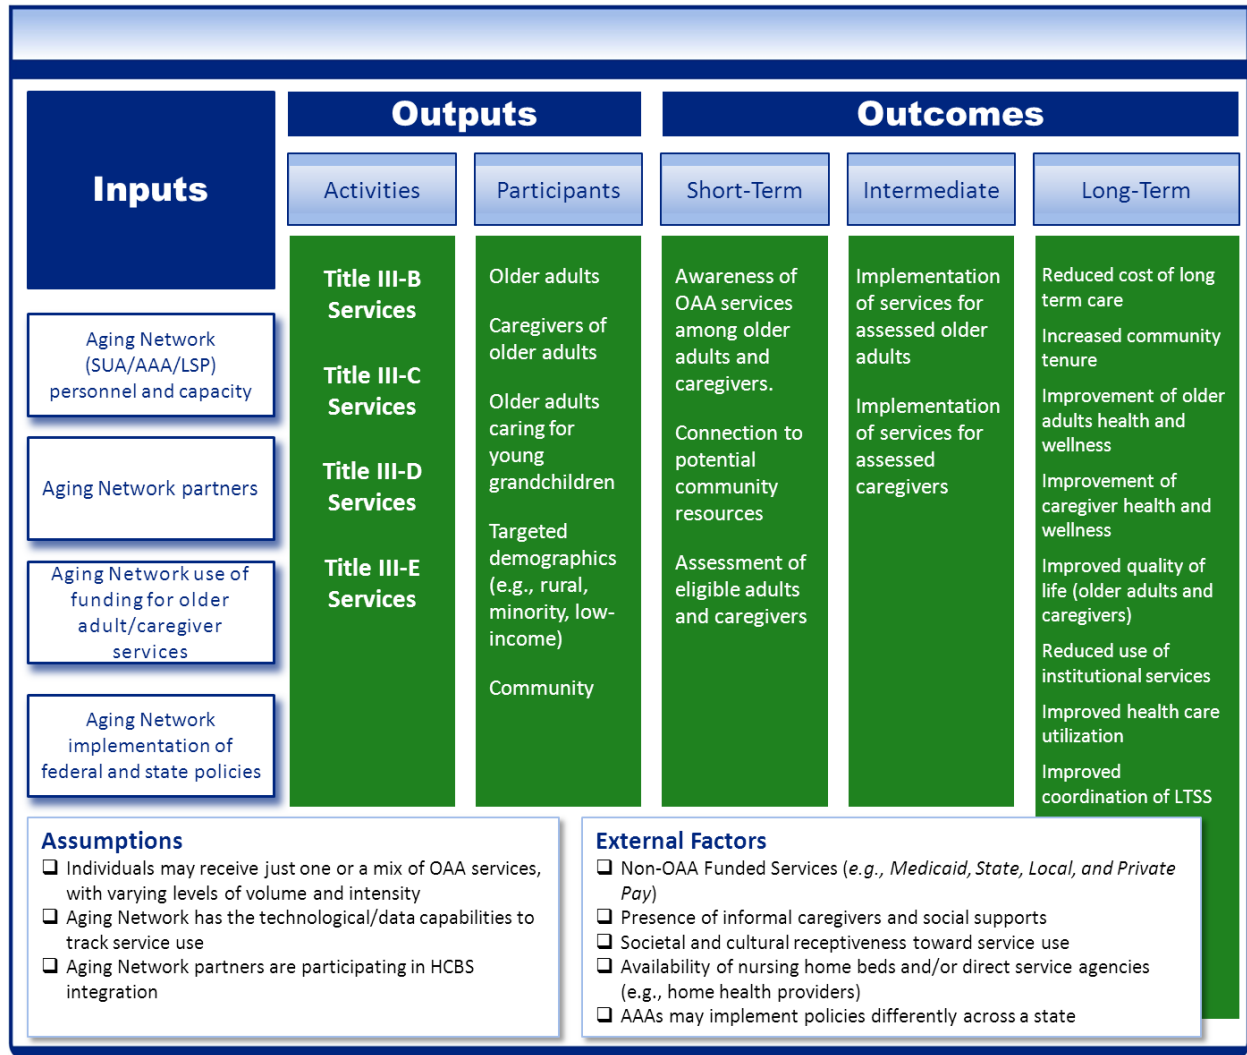 Inputs
Aging Network
(SUA/AAA/LSP)
personnel and capacity
Aging Network partners
Aging Network use of
funding for older
adult/caregiver
services
Aging Network
implementation of
federal and state policies
Outputs
Activities
Title III-B
Services
Title III-C
Services
Title III-D
Services
Title III-E
Services
Participants
Older adults
Caregivers of
older adults
Older adults
caring for
young
grandchildren
Targeted
demographics
(e.g., rural,
minority, low-
income)
Community
Outcomes
Short-Term
Awareness of
OAA services
among older
adults and
caregivers.
Connection to
potential
community
resources
Assessment of
eligible adults
and caregivers
Intermediate
Implementation
of services for
assessed older
adults
Implementation
of services for
assessed
caregivers
Long-Term
Reduced cost of long
term care
Increased community
tenure
Improvement of older
adults health and
wellness
Improvement of
caregiver health and
wellness
Improved quality of
life (older adults and
caregivers)
Reduced use of
institutional services
Improved health care
utilization
Improved
coordination of LTSS
Assumptions
❑ Individuals may receive just one or a mix of OAA services,
with varying levels of volume and intensity
❑ Aging Network has the technological/data capabilities to
track service use
❑ Aging Network partners are participating in HCBS
integration
External Factors
❑ Non-OAA Funded Services (e.g., Medicaid, State, Local, and Private
Pay)
❑ Presence of informal caregivers and social supports
❑ Societal and cultural receptiveness toward service use
❑ Availability of nursing home beds and/or direct service agencies
(e.g., home health providers)
❑ AAAs may implement policies differently across a state